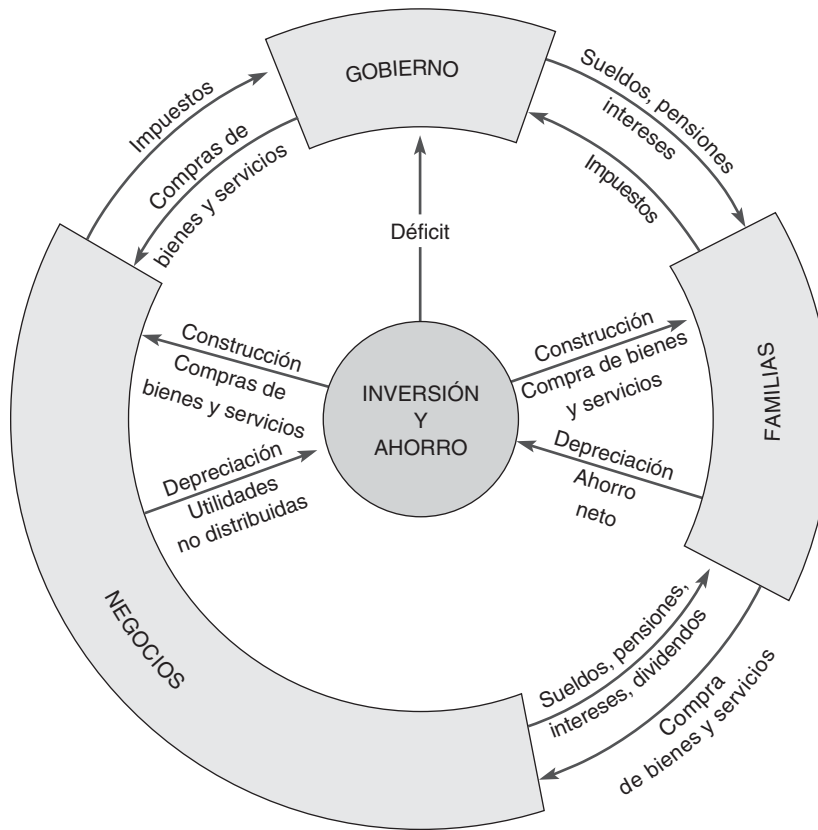 GOBIERNO
Impuestos
Compras de
bienes y servicios
Sueldos, pensiones
intereses
Impuestos
Déficit
Construcción
Compras de
bienes y servicios
Construcción
Compra de bienes
y servicios
INVERSIÓN
Y
AHORRO
FAMILIAS
Depreciación
Utilidades
no distribuidas
Depreciación
Ahorro
neto
NEGOCIOS
Sueldos, pensiones,
intereses, dividendos
Compra
de bienes y servicios